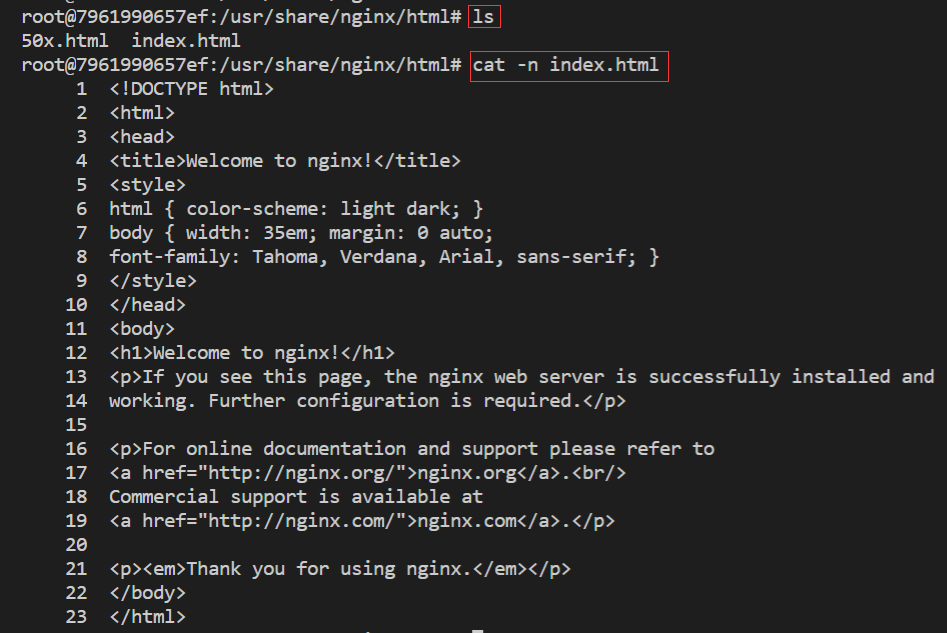 root@7961990657ef:/usr/share/nginx/html# ls
50x.html  index.html
root@7961990657ef:/usr/share/nginx/html# cat -n index.html
     1  <!DOCTYPE html>
     2  <html>
     3  <head>
     4  <title>Welcome to nginx!</title>
     5  <style>
     6  html { color-scheme: light dark; }
     7  body { width: 35em; margin: 0 auto;
     8  font-family: Tahoma, Verdana, Arial, sans-serif; }
     9  </style>
    10  </head>
    11  <body>
    12  <h1>Welcome to nginx!</h1>
    13  <p>If you see this page, the nginx web server is successfully installed and
    14  working. Further configuration is required.</p>
    15
    16  <p>For online documentation and support please refer to
    17  <a href="http://nginx.org/">nginx.org</a>.<br/>
    18  Commercial support is available at
    19  <a href="http://nginx.com/">nginx.com</a>.</p>
    20
    21  <p><em>Thank you for using nginx.</em></p>
    22  </body>
    23  </html>